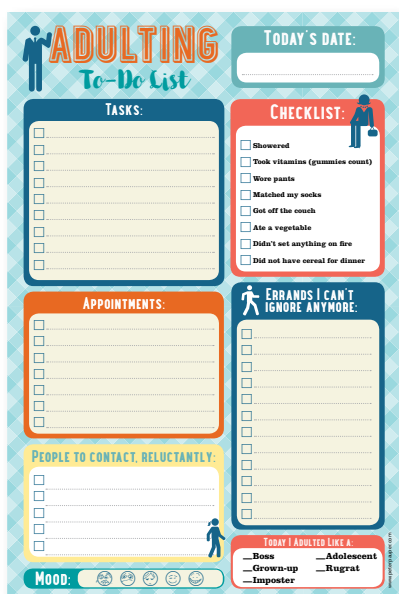 ADULTING
To-Do List
TODAY'S DATE:
TASKS:
CHECKLIST:
Showered
Took vitamins (gummies count)
Wore pants
Matched my socks
Got off the couch
Ate a vegetable
Didn't set anything on fire
Did not have cereal for dinner
APPOINTMENTS:
ERRANDS I CAN'T
IGNORE ANYMORE:
PEOPLE TO CONTACT, RELUCTANTLY:
MOOD:
TODAY I ADULTED LIKE A:
__Boss
__Adolescent
__Grown-up
__Rugrat
__Imposter